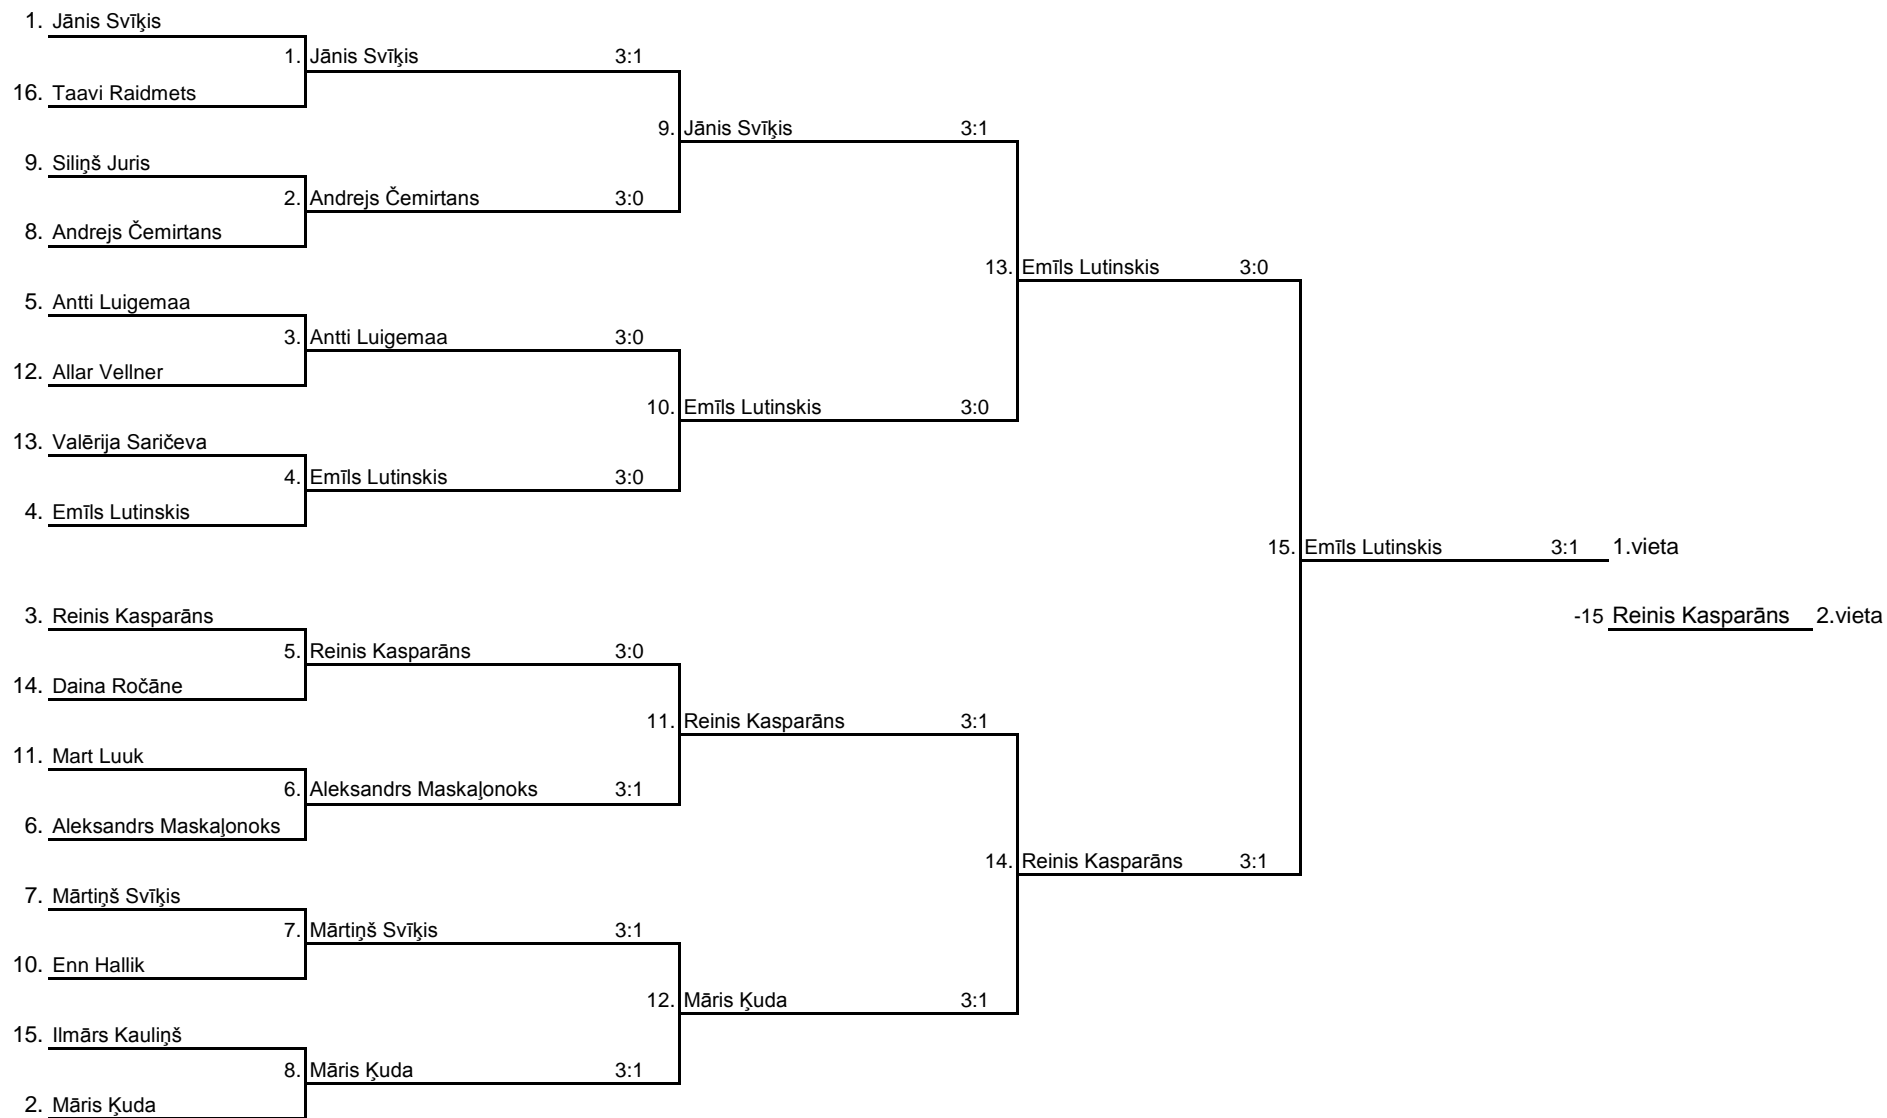 1. Jānis Svīķis
1. Jānis Svīķis 3:1
16. Taavi Raidmets
9. Jānis Svīķis 3:1
9. Siliņš Juris
2. Andrejs Čemirtans 3:0
8. Andrejs Čemirtans
13. Emīls Lutinskis 3:0
5. Antti Luigemaa
3. Antti Luigemaa 3:0
12. Allar Vellner
10. Emīls Lutinskis 3:0
13. Valērija Saričeva
4. Emīls Lutinskis 3:0
4. Emīls Lutinskis
15. Emīls Lutinskis 3:1 1.vieta
3. Reinis Kasparāns
-15 Reinis Kasparāns 2.vieta
5. Reinis Kasparāns 3:0
14. Daina Ročāne
11. Reinis Kasparāns 3:1
11. Mart Luuk
6. Aleksandrs Maskaļonoks 3:1
6. Aleksandrs Maskaļonoks
14. Reinis Kasparāns 3:1
7. Mārtiņš Svīķis
7. Mārtiņš Svīķis 3:1
10. Enn Hallik
12. Māris Ķuda 3:1
15. Ilmārs Kauliņš
8. Māris Ķuda 3:1
2. Māris Ķuda